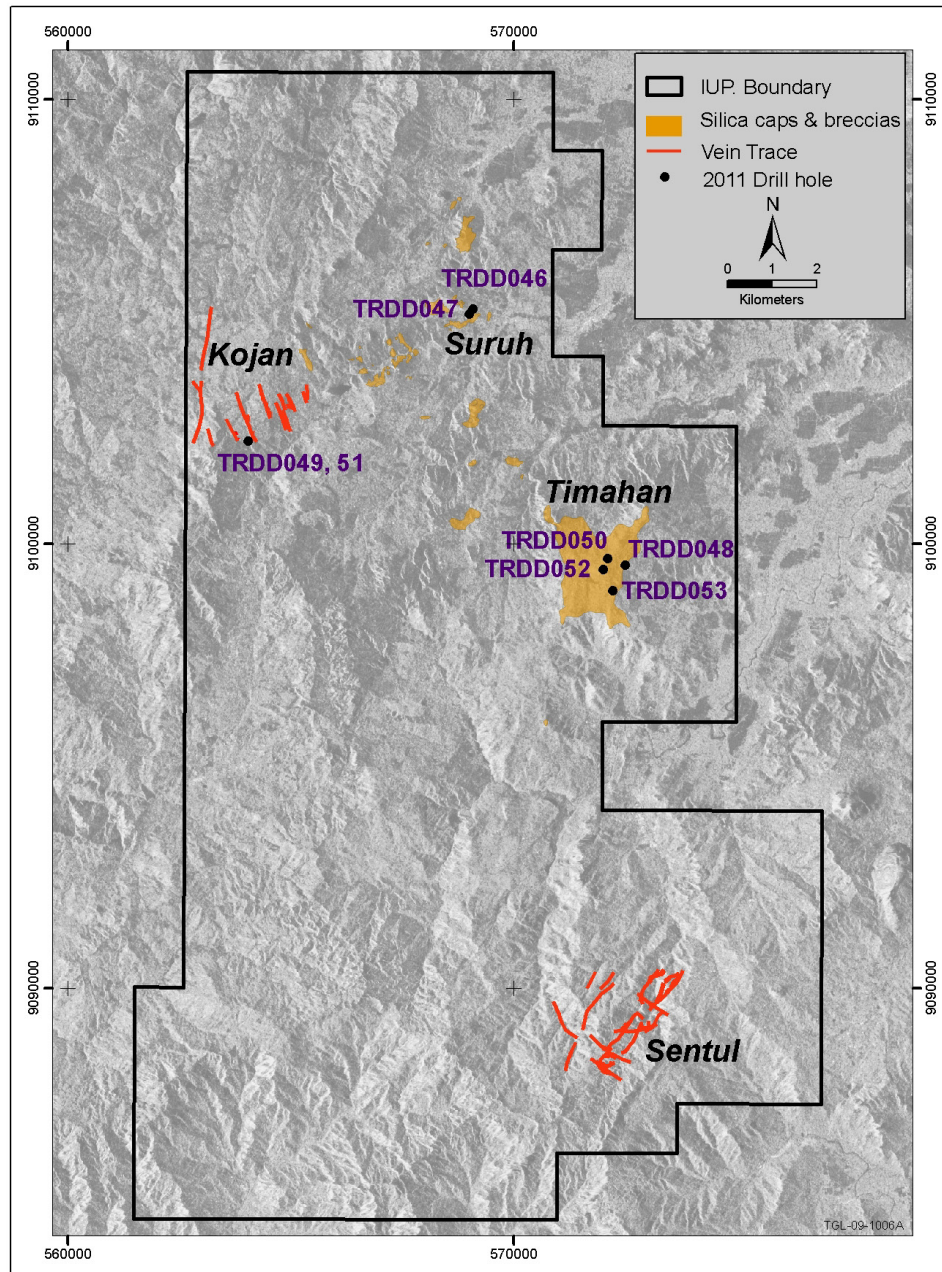 560000
570000
9110000
9110000
IUP. Boundary
Silica caps & breccias
Vein Trace
2011 Drill hole
N
0 1 2
Kilometers
TRDD046
TRDD047
Suruh
Kojan
TRDD049, 51
Timahan
TRDD050
TRDD048
TRDD052
TRDD053
9100000
9100000
9090000
9090000
Sentul
TGL-09-1006A
560000
570000